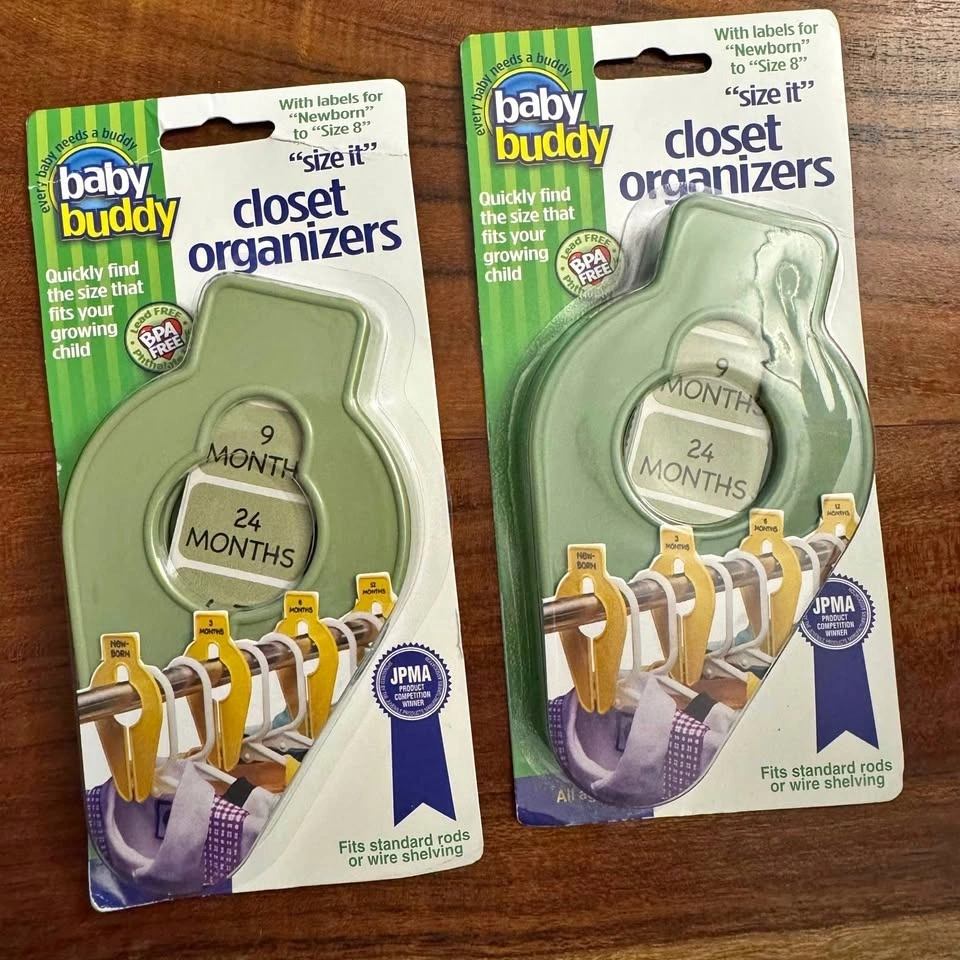 every baby needs a buddy
baby
buddy
With labels for
"Newborn"
to "Size 8"
"size it"
closet
organizers
Quickly find
the size that
fits your
growing
child
Lead FREE
BPA
FREE
9
MONTH
24
MONTHS
NEW-
BORN
3
MONTHS
6
MONTHS
12
MONTHS
JPMA
PRODUCT
COMPETITION
WINNER
Fits standard rods
or wire shelving
every baby needs a buddy
baby
buddy
With labels for
"Newborn"
to "Size 8"
"size it"
closet
organizers
Quickly find
the size that
fits your
growing
child
Lead FREE
BPA
FREE
9
MONTHS
24
MONTHS
NEW-
BORN
3
MONTHS
6
MONTHS
12
MONTHS
JPMA
PRODUCT
COMPETITION
WINNER
All
Fits standard rods
or wire shelving